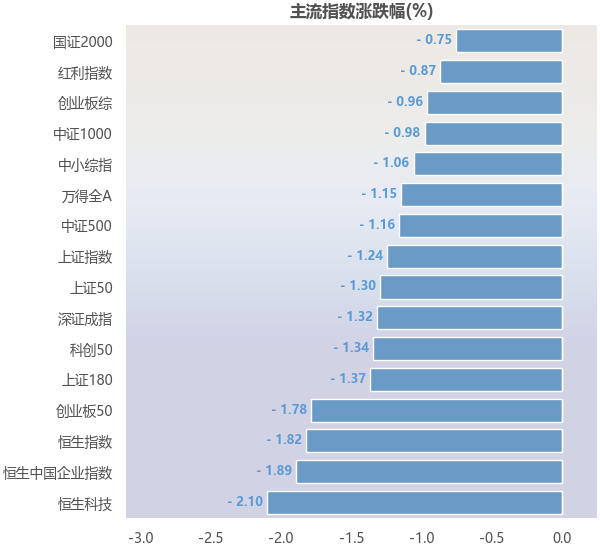 主流指数涨跌幅(%)
国证2000 - 0.75
红利指数 - 0.87
创业板综 - 0.96
中证1000 - 0.98
中小综指 - 1.06
万得全A - 1.15
中证500 - 1.16
上证指数 - 1.24
上证50 - 1.30
深证成指 - 1.32
科创50 - 1.34
上证180 - 1.37
创业板50 - 1.78
恒生指数 - 1.82
恒生中国企业指数 - 1.89
恒生科技 - 2.10
-3.0 -2.5 -2.0 -1.5 -1.0 -0.5 0.0